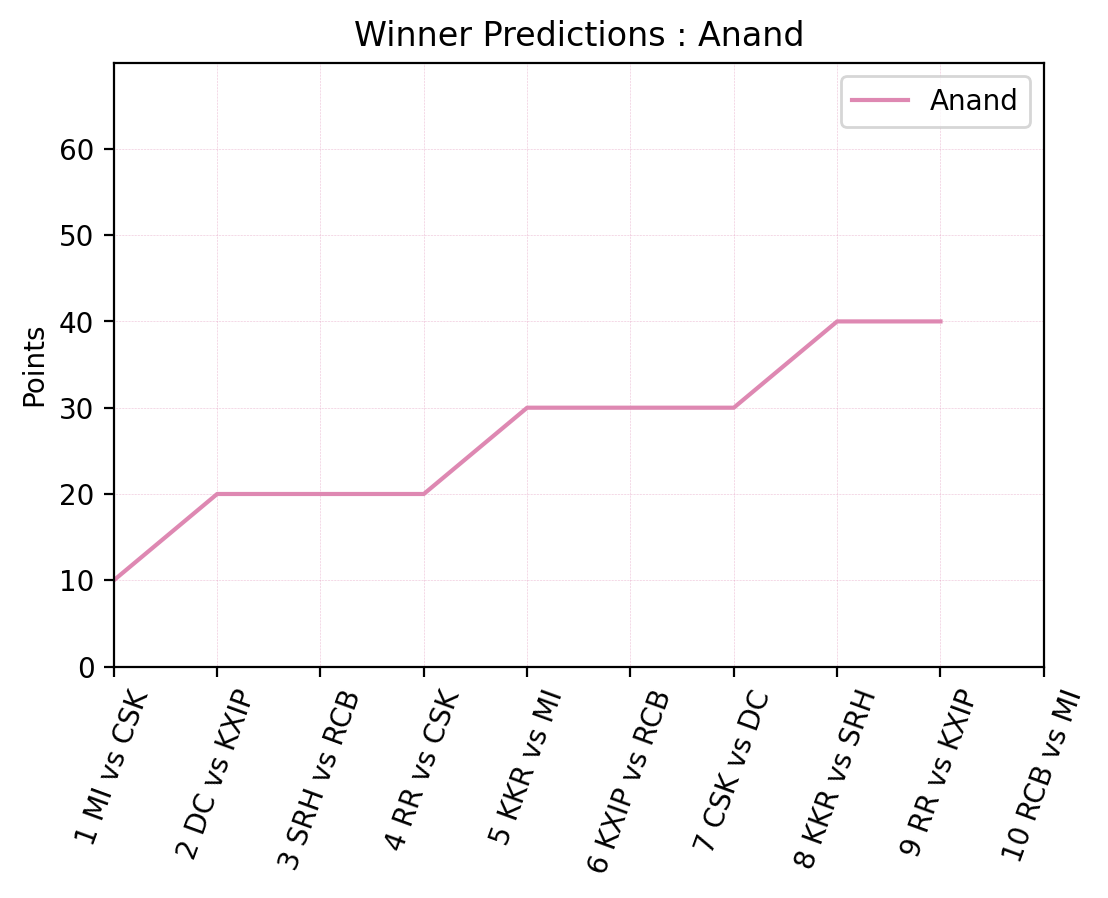 Winner Predictions : Anand
Anand
Points
60
50
40
30
20
10
0
1 MI vs CSK
2 DC vs KXIP
3 SRH vs RCB
4 RR vs CSK
5 KKR vs MI
6 KXIP vs RCB
7 CSK vs DC
8 KKR vs SRH
9 RR vs KXIP
10 RCB vs MI